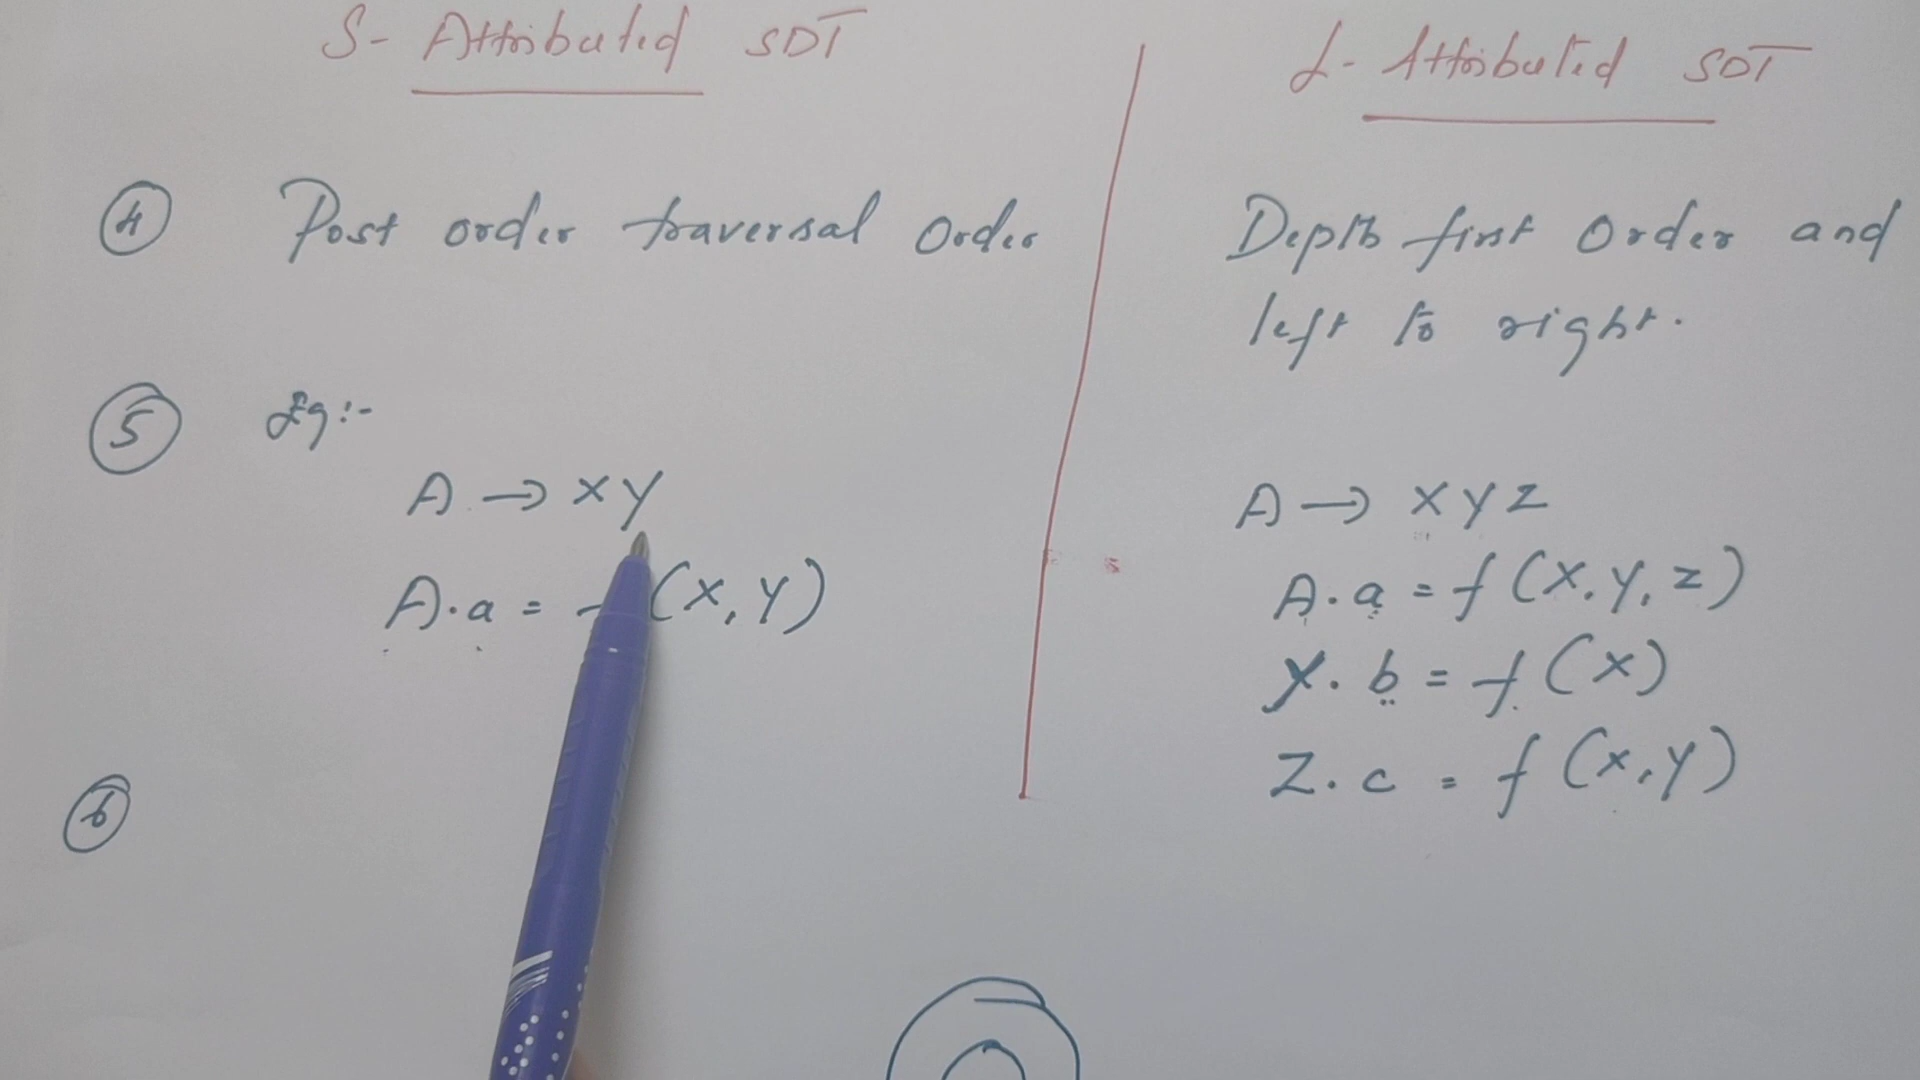 S- Attributed SDT
④ Post order traversal order
⑤ Eg:-
A → XY
A.a = f (X, Y)
⑥
L- Attributed SDT
Depth first order and
left to right.
A → XYZ
A.a = f (X, Y, Z)
Y.b = f (X)
Z.c = f (X, Y)